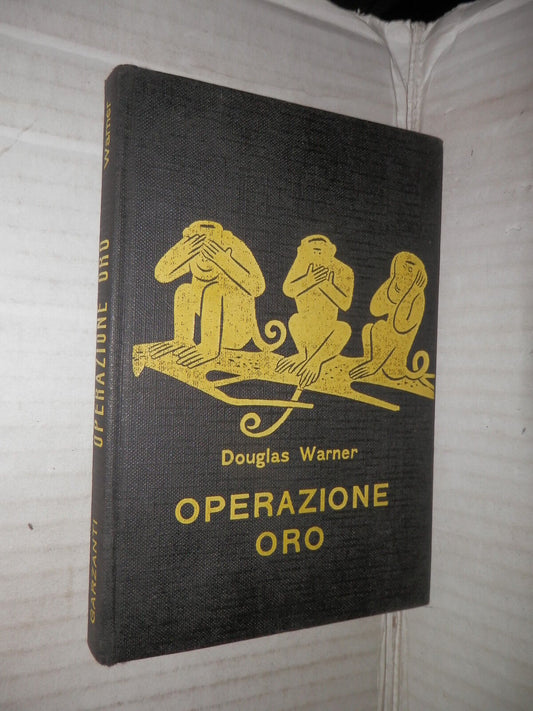 Warner
OPERAZIONE ORO
GARZANTI
Douglas Warner
OPERAZIONE
ORO